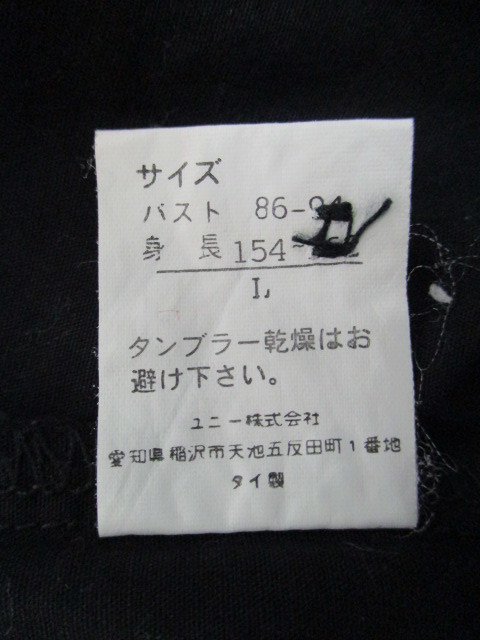 サイズ
バスト 86-94
身長 154~162
L
タンブラー乾燥はお
避け下さい。
ユニー株式会社
愛知県稲沢市天池五反田町1番地
タイ製